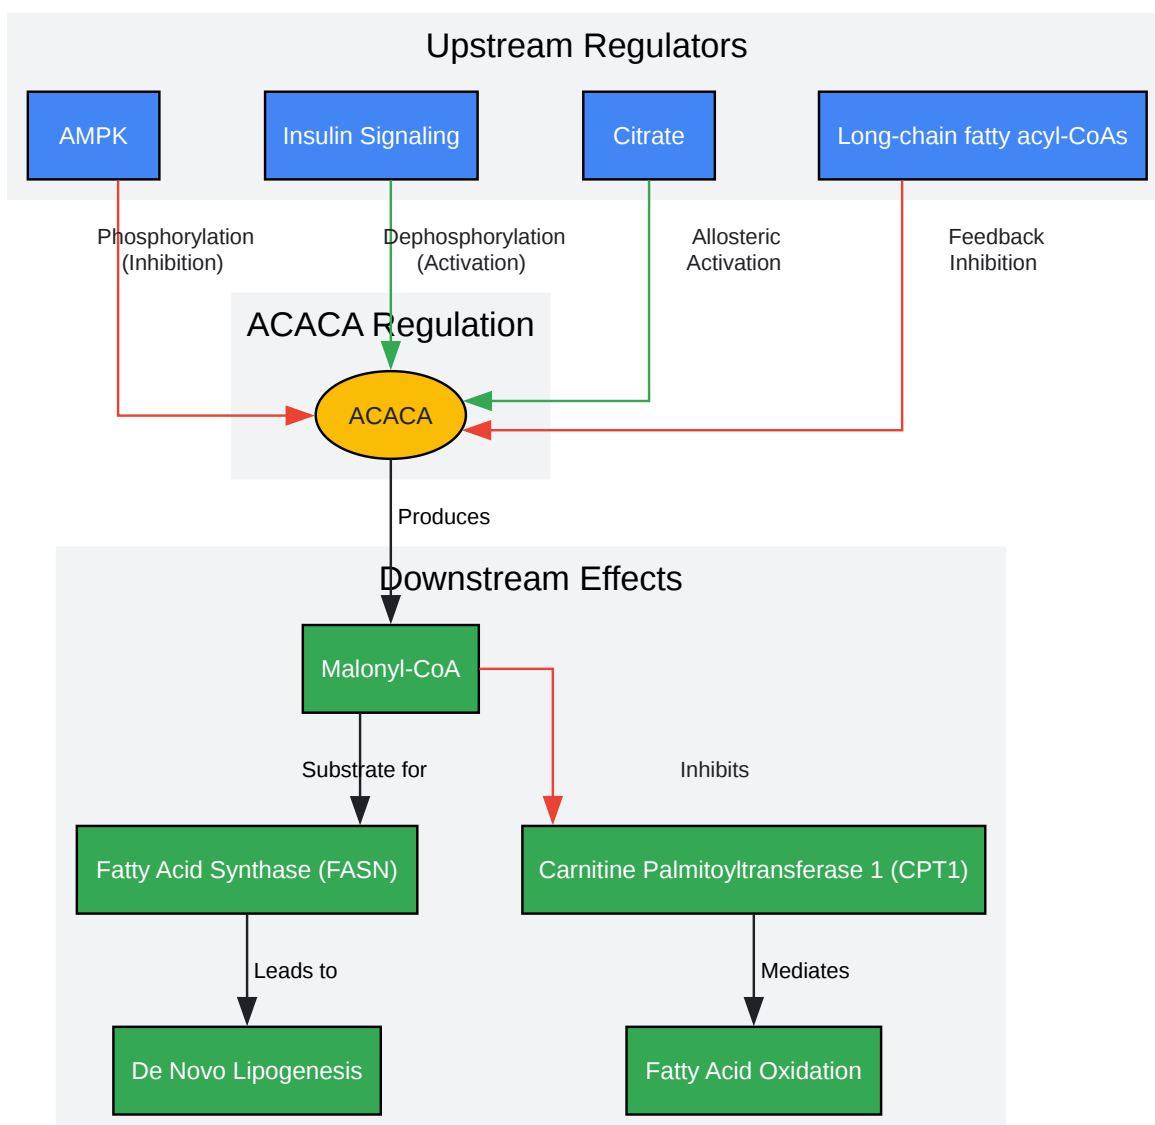 Upstream Regulators
AMPK
Insulin Signaling
Citrate
Long-chain fatty acyl-CoAs
Phosphorylation
(Inhibition)
Dephosphorylation
(Activation)
Allosteric
Activation
Feedback
Inhibition
ACACA Regulation
ACACA
Produces
Downstream Effects
Malonyl-CoA
Substrate for
Inhibits
Fatty Acid Synthase (FASN)
Carnitine Palmitoyltransferase 1 (CPT1)
Leads to
Mediates
De Novo Lipogenesis
Fatty Acid Oxidation